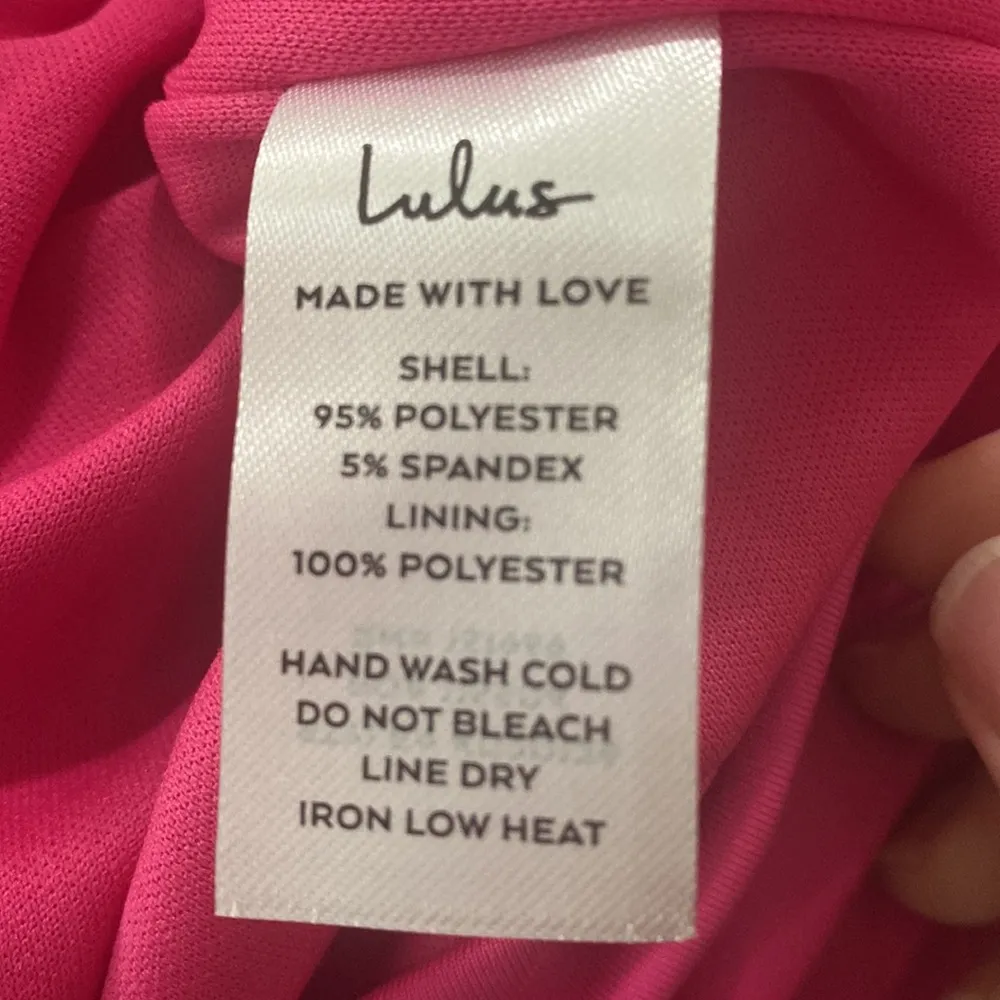 Lulus
MADE WITH LOVE
SHELL:
95% POLYESTER
5% SPANDEX
LINING:
100% POLYESTER
HAND WASH COLD
DO NOT BLEACH
LINE DRY
IRON LOW HEAT